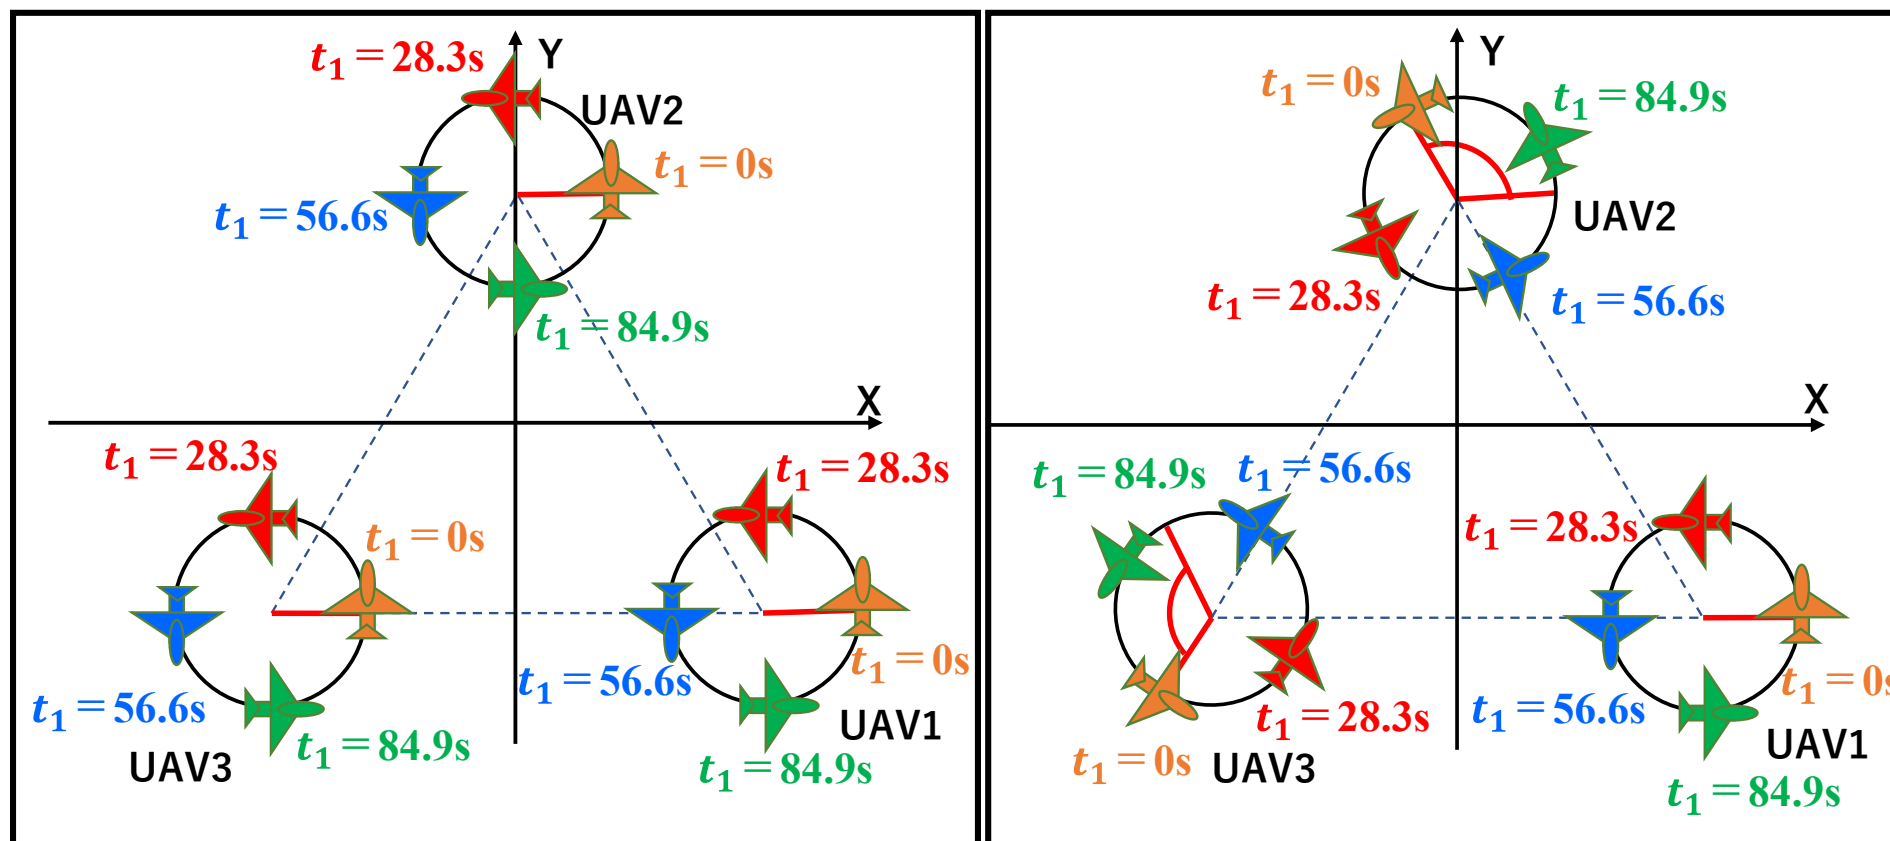 t₁ = 28.3s
Y
UAV2
t₁ = 0s
t₁ = 56.6s
t₁ = 84.9s
X
t₁ = 28.3s
t₁ = 28.3s
t₁ = 0s
t₁ = 0s
t₁ = 56.6s
t₁ = 56.6s
UAV1
t₁ = 84.9s
UAV3
t₁ = 84.9s
Y
t₁ = 0s
t₁ = 84.9s
UAV2
t₁ = 28.3s
t₁ = 56.6s
X
t₁ = 84.9s
t₁ = 56.6s
t₁ = 28.3s
t₁ = 0s
t₁ = 56.6s
t₁ = 28.3s
UAV1
t₁ = 0s
UAV3
t₁ = 84.9s